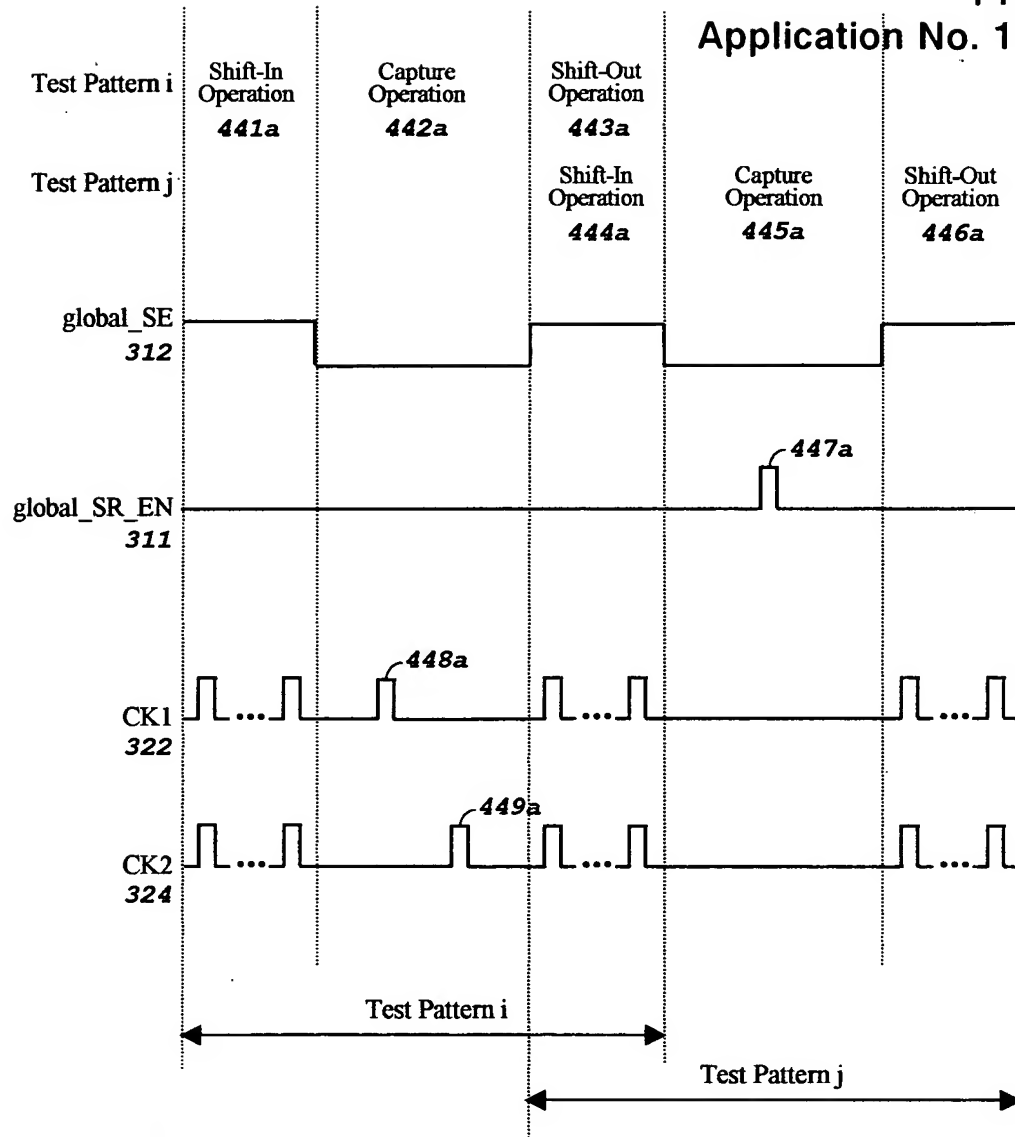 Application No. 1
Test Pattern i
Shift-In
Operation
441a
Capture
Operation
442a
Shift-Out
Operation
443a
Test Pattern j
Shift-In
Operation
444a
Capture
Operation
445a
Shift-Out
Operation
446a
global_SE
312
447a
global_SR_EN
311
448a
CK1
322
449a
CK2
324
Test Pattern i
Test Pattern j